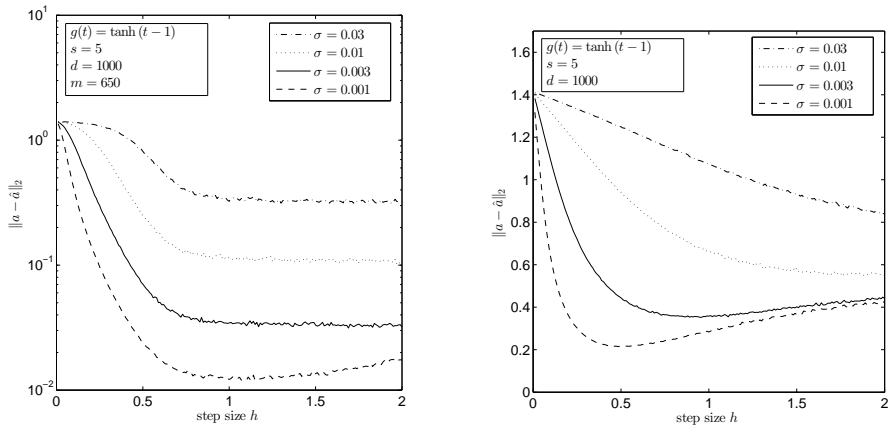 g(t) = tanh (t − 1)
s = 5
d = 1000
m = 650
σ = 0.03
σ = 0.01
σ = 0.003
σ = 0.001
10^1
10^0
10^−1
10^−2
‖a − â‖_2
0 0.5 1 1.5 2
step size h
g(t) = tanh (t − 1)
s = 5
d = 1000
σ = 0.03
σ = 0.01
σ = 0.003
σ = 0.001
1.6
1.4
1.2
1
0.8
0.6
0.4
0.2
0
‖a − â‖_2
0 0.5 1 1.5 2
step size h